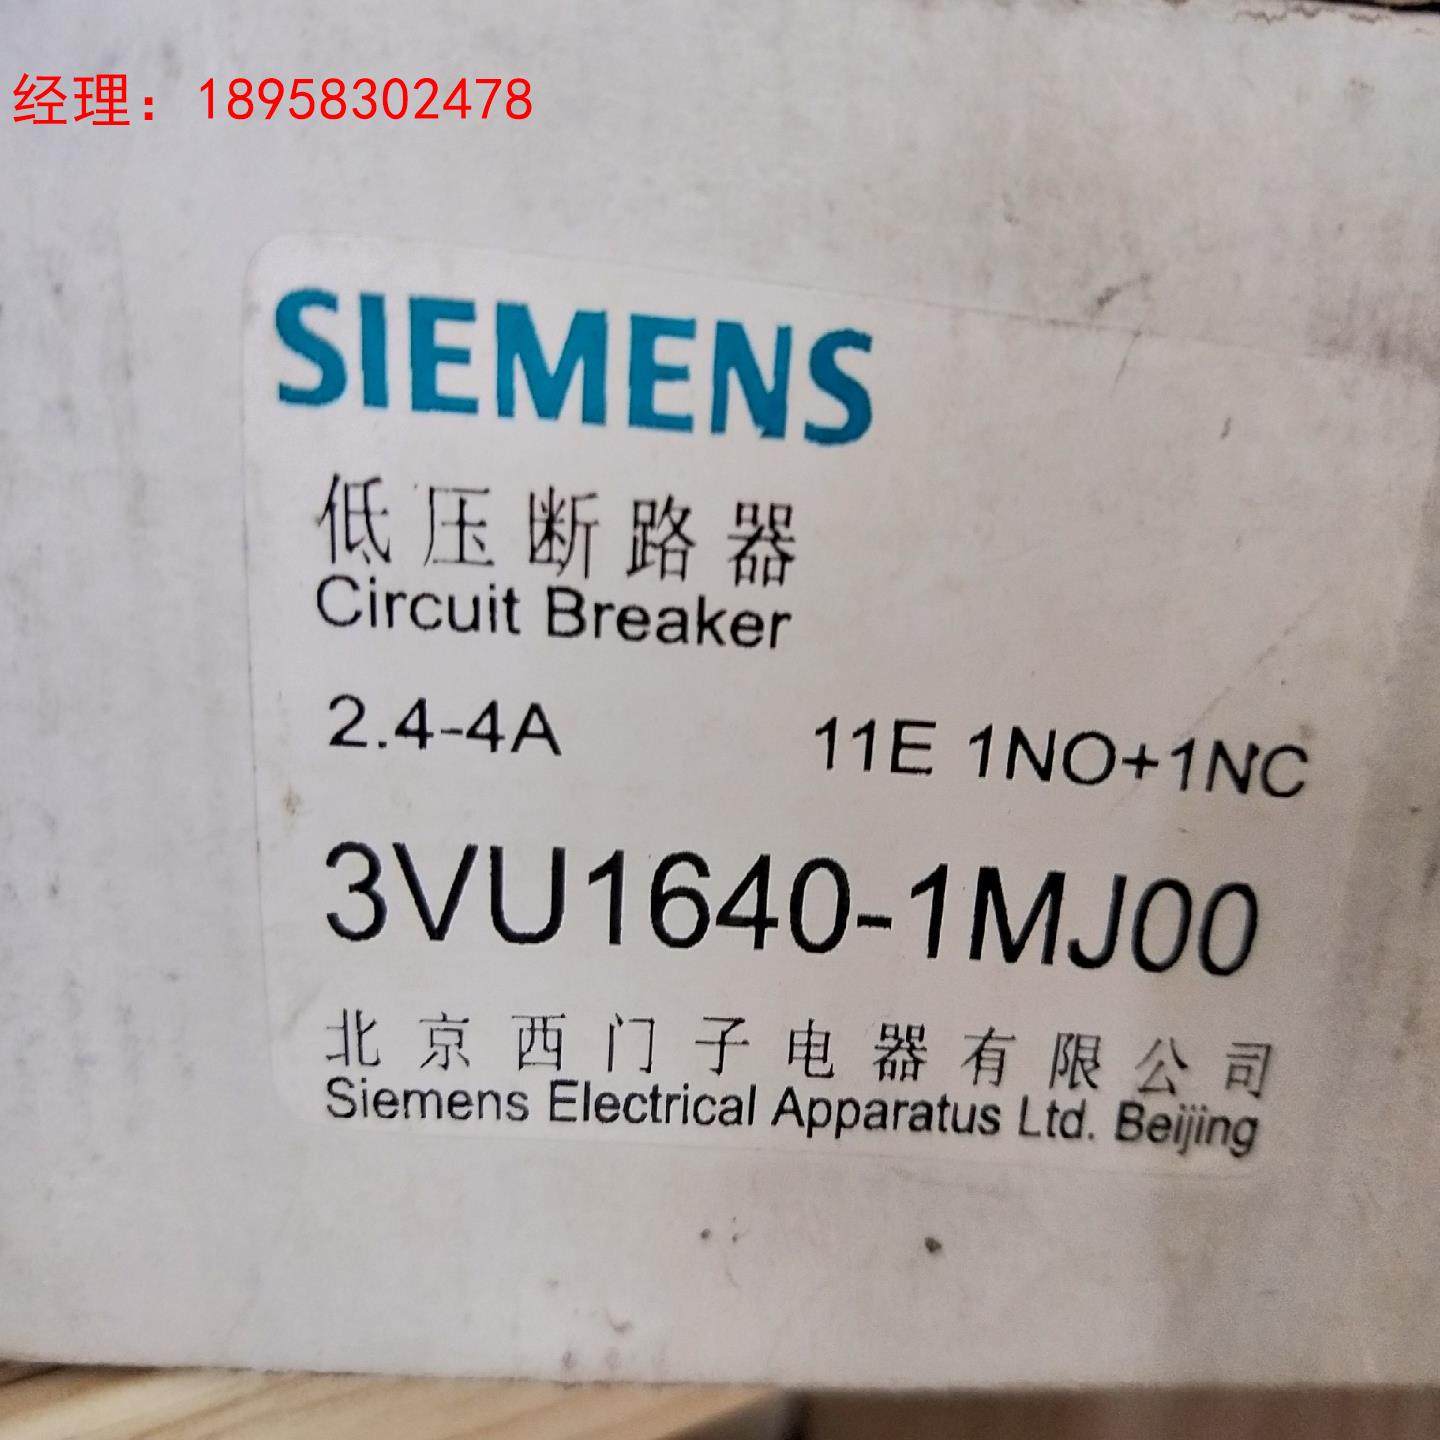 经理：18958302478
SIEMENS
低压断路器
Circuit Breaker
2.4-4A 11E 1NO+1NC
3VU1640-1MJ00
北京西门子电器有限公司
Siemens Electrical Apparatus Ltd. Beijing